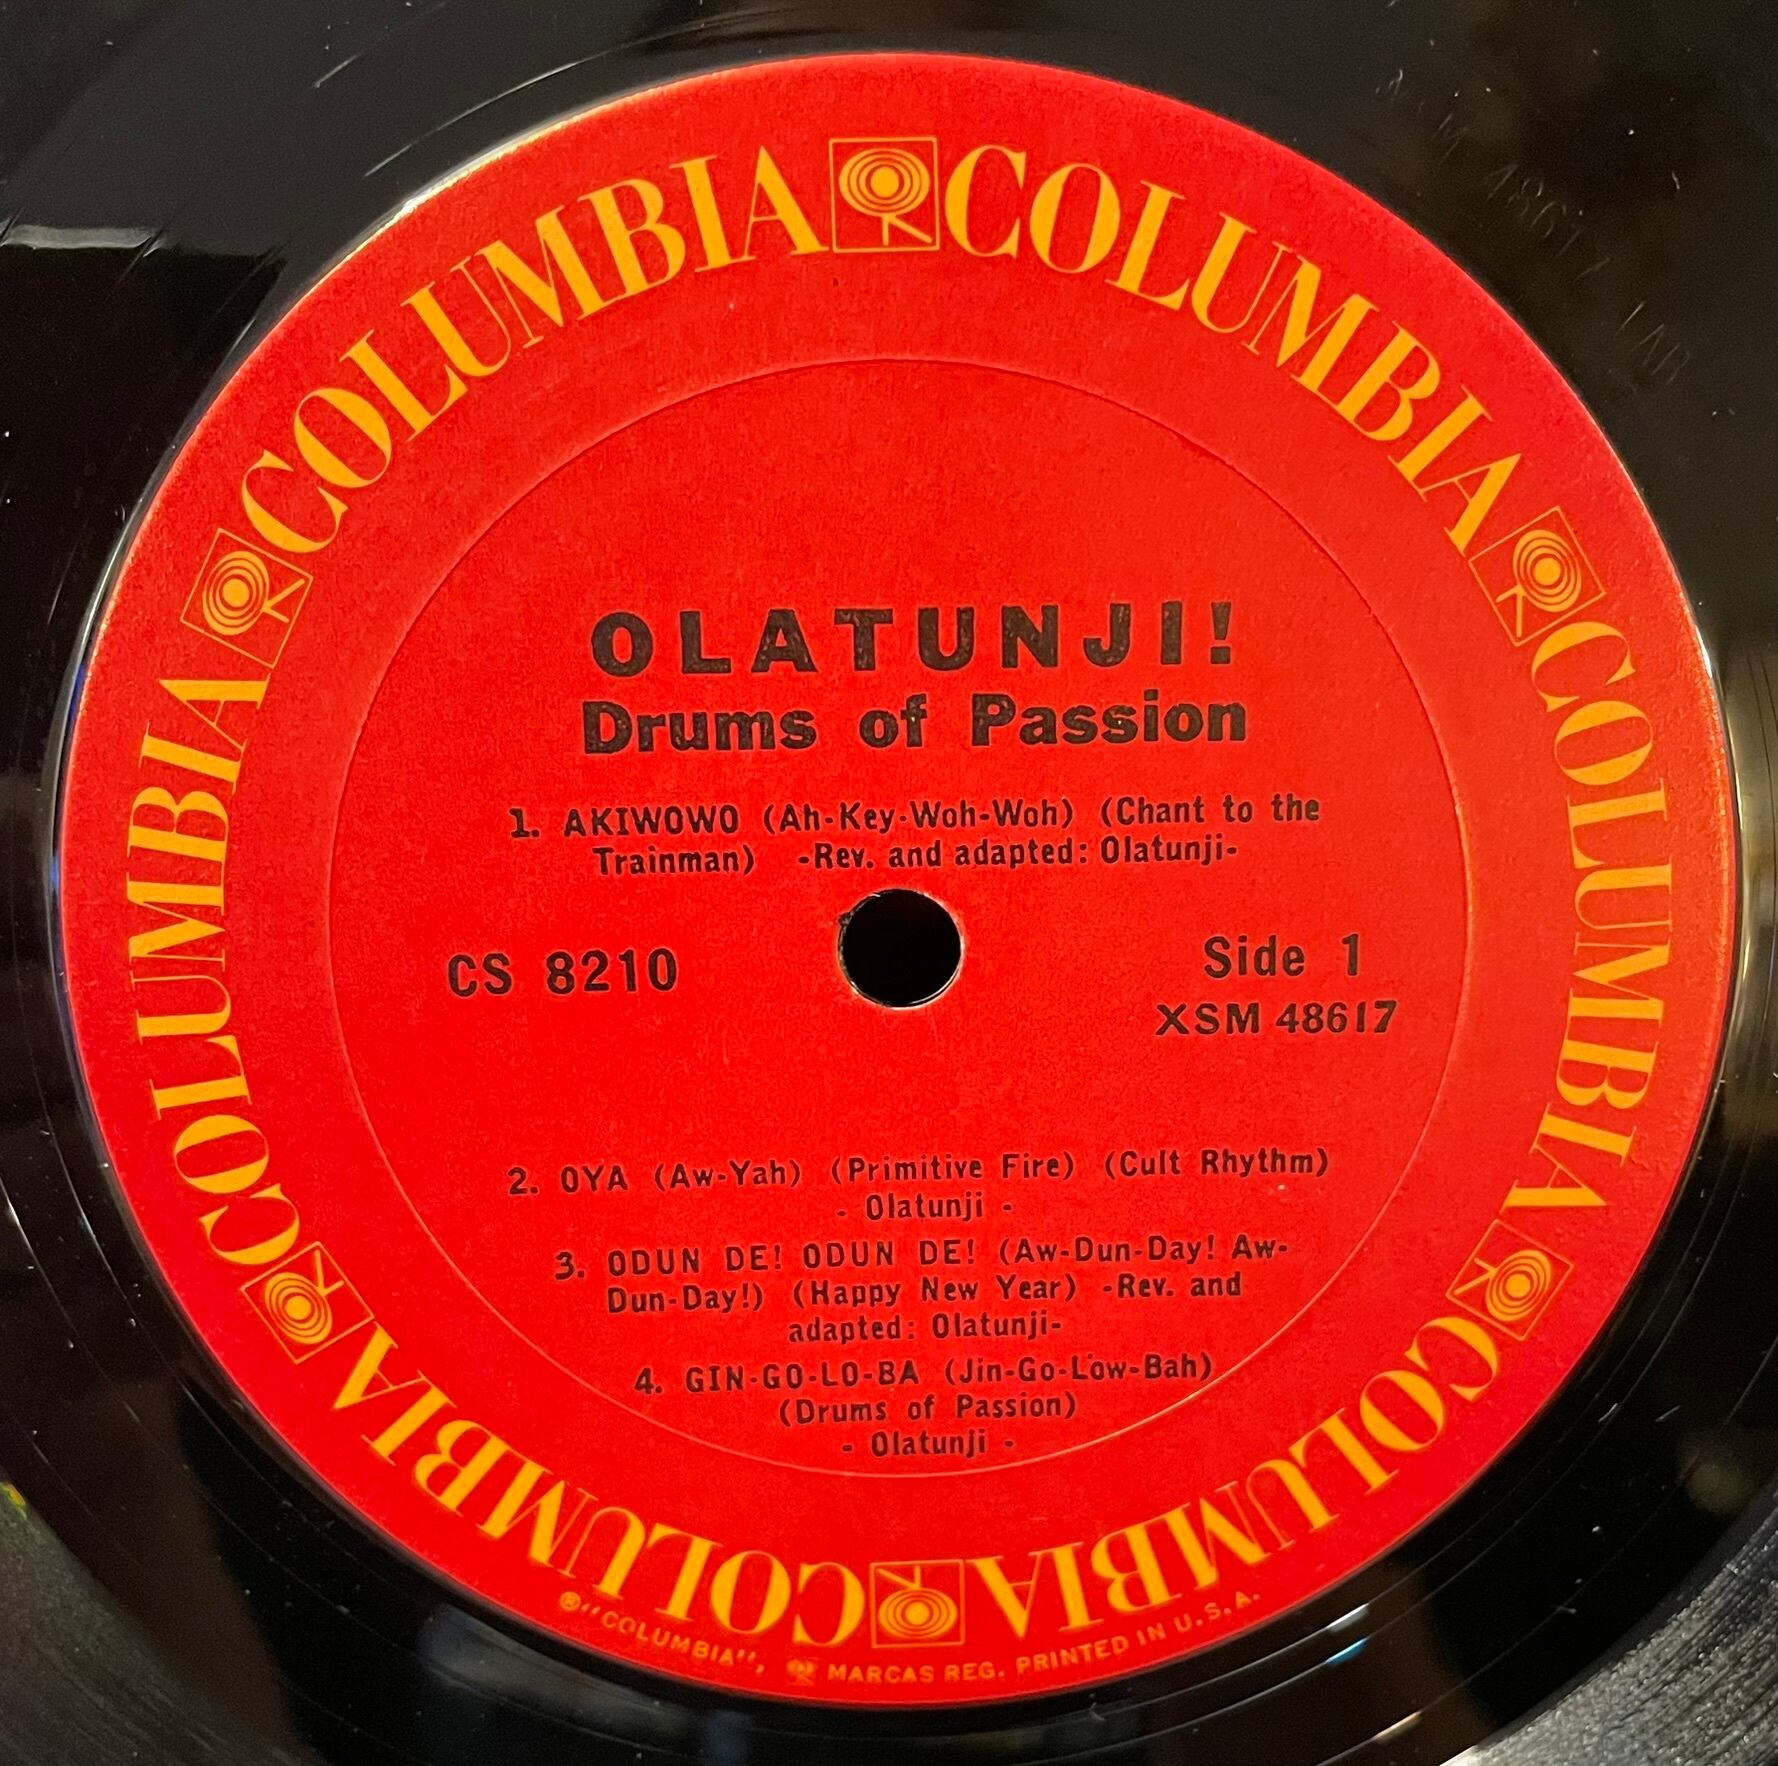 COLUMBIA COLUMBIA COLUMBIA COLUMBIA COLUMBIA COLUMBIA
OLATUNJI!
Drums of Passion
1. AKIWOWO (Ah-Key-Woh-Woh) (Chant to the
Trainman) -Rev. and adapted: Olatunji-
CS 8210
Side 1
XSM 48617
2. OYA (Aw-Yah) (Primitive Fire) (Cult Rhythm)
- Olatunji -
3. ODUN DE! ODUN DE! (Aw-Dun-Day! Aw-
Dun-Day!) (Happy New Year) -Rev. and
adapted: Olatunji-
4. GIN-GO-LO-BA (Jin-Go-Low-Bah)
(Drums of Passion)
- Olatunji -
® "COLUMBIA", MARCAS REG. PRINTED IN U.S.A.